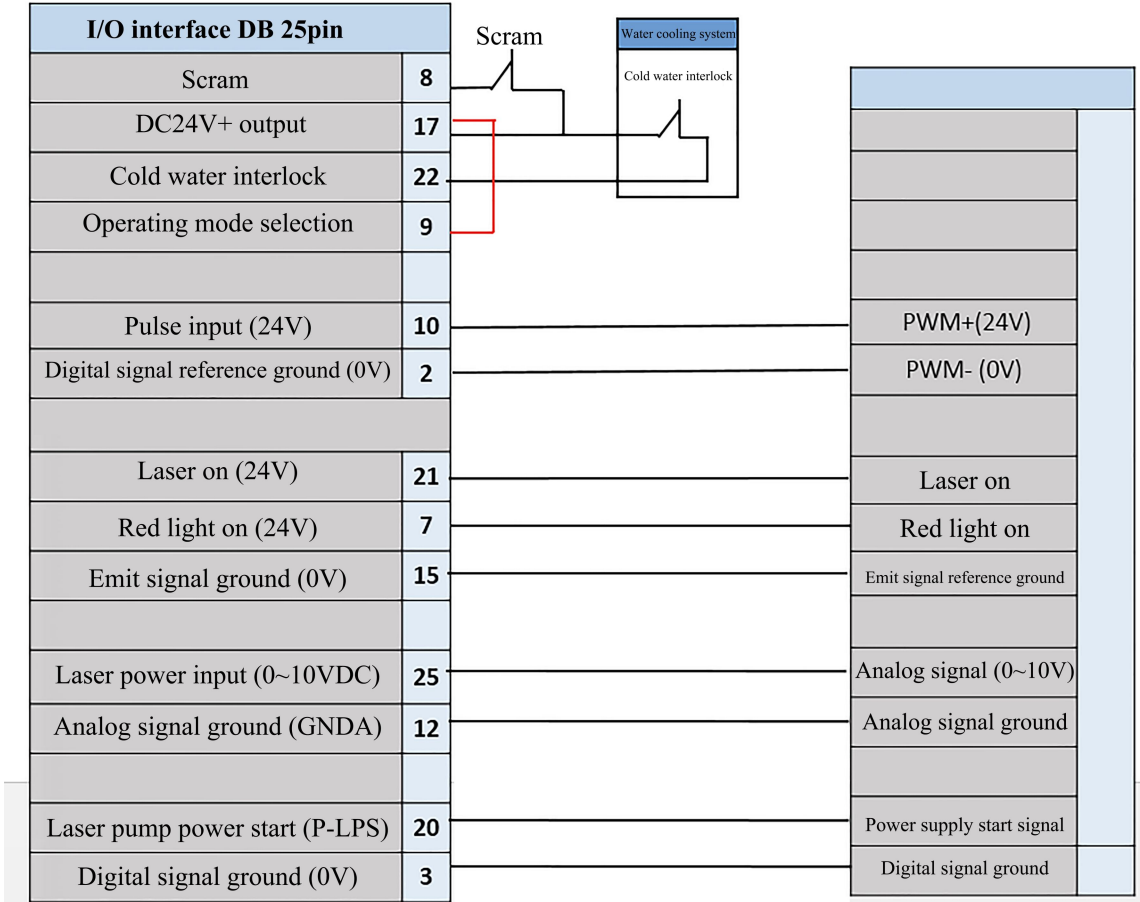 I/O interface DB 25pin
Scram
Water cooling system
Cold water interlock
Scram 8
DC24V+ output 17
Cold water interlock 22
Operating mode selection 9
Pulse input (24V) 10 PWM+(24V)
Digital signal reference ground (0V) 2 PWM- (0V)
Laser on (24V) 21 Laser on
Red light on (24V) 7 Red light on
Emit signal ground (0V) 15 Emit signal reference ground
Laser power input (0~10VDC) 25 Analog signal (0~10V)
Analog signal ground (GNDA) 12 Analog signal ground
Laser pump power start (P-LPS) 20 Power supply start signal
Digital signal ground (0V) 3 Digital signal ground